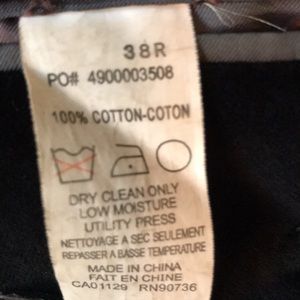 38R
PO# 4900003508
100% COTTON-COTON
DRY CLEAN ONLY
LOW MOISTURE
UTILITY PRESS
NETTOYAGE A SEC SEULEMENT
REPASSER A BASSE TEMPERATURE
MADE IN CHINA
FAIT EN CHINE
CA01129 RN90736